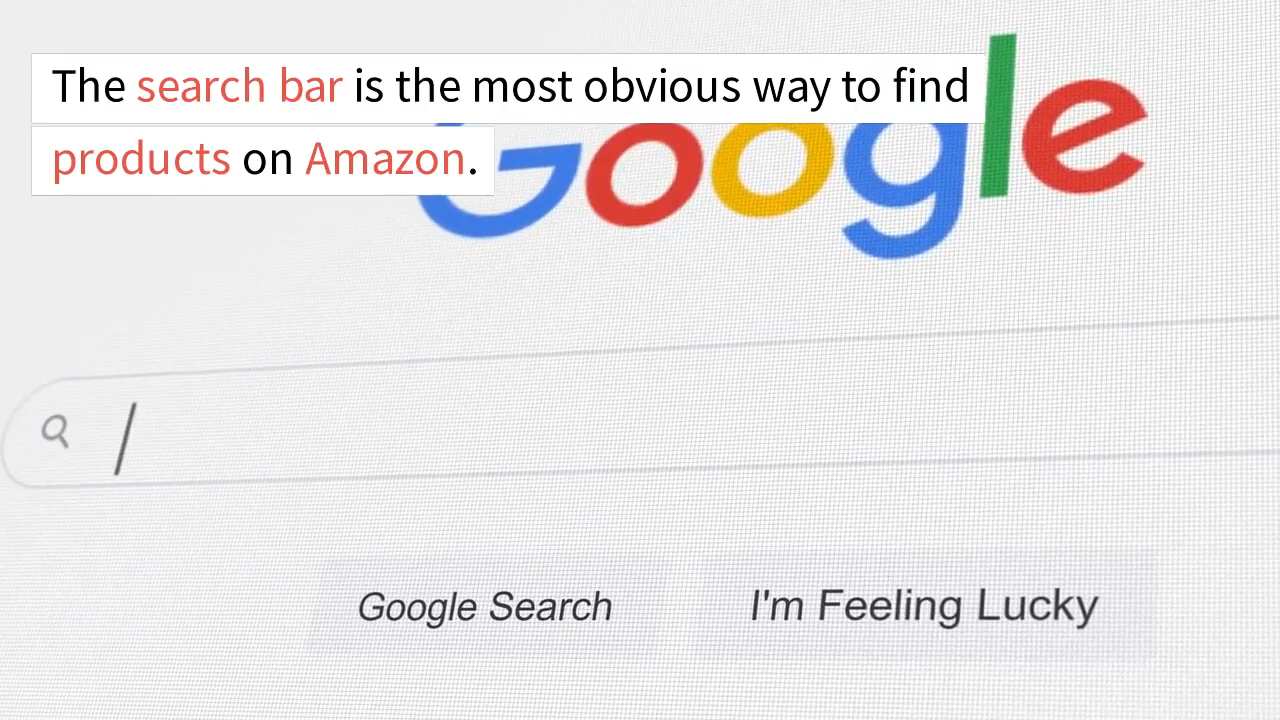 The search bar is the most obvious way to find
products on Amazon.
Google
Google Search
I'm Feeling Lucky